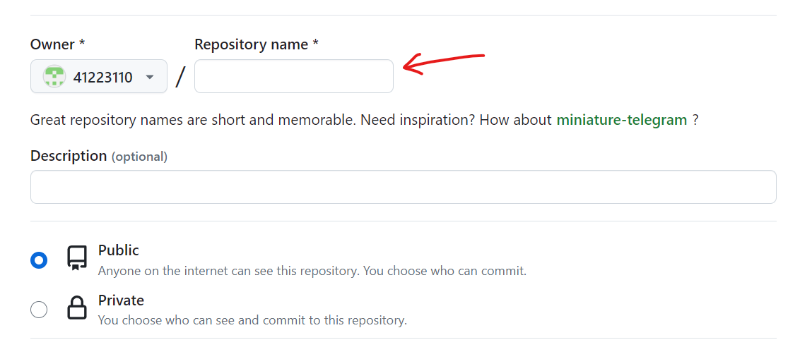 Owner * Repository name *
41223110 /
Great repository names are short and memorable. Need inspiration? How about miniature-telegram ?
Description (optional)
Public
Anyone on the internet can see this repository. You choose who can commit.
Private
You choose who can see and commit to this repository.